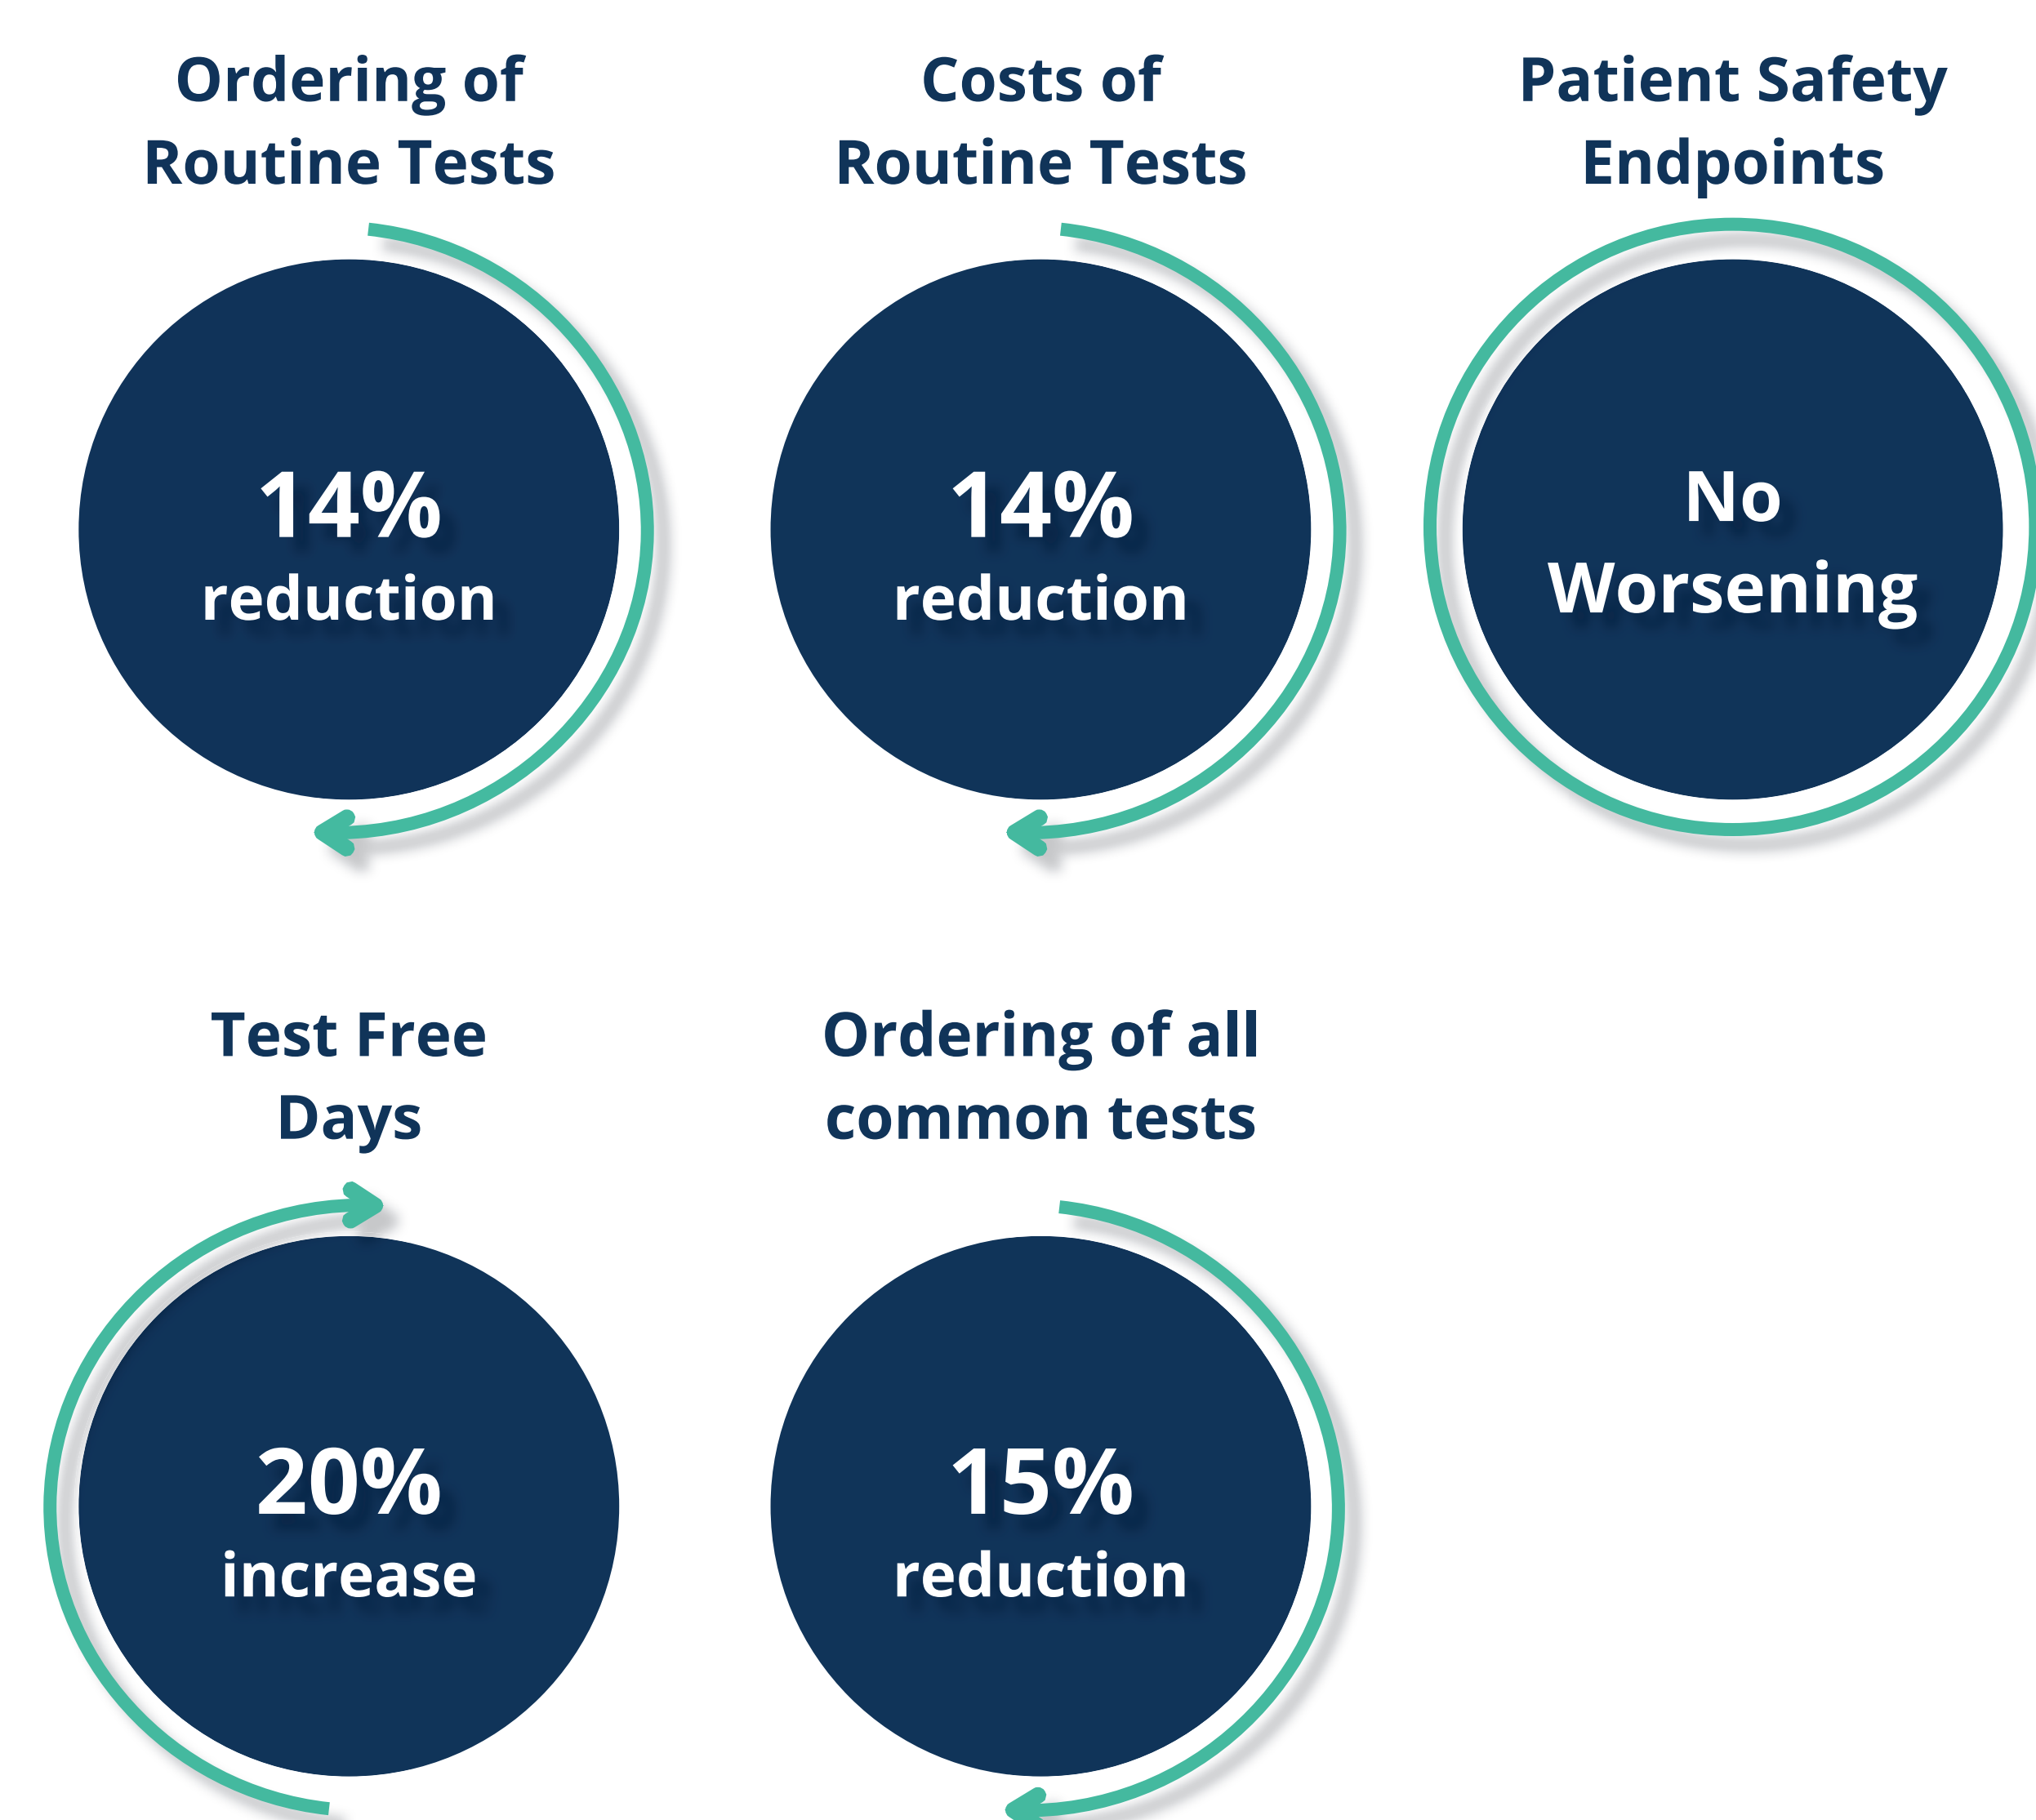 Ordering of
Routine Tests
14%
reduction
Costs of
Routine Tests
14%
reduction
Patient Safety
Endpoints
No
Worsening
Test Free
Days
20%
increase
Ordering of all
common tests
15%
reduction